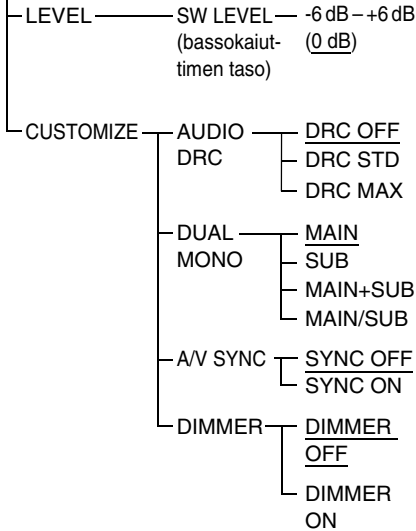 LEVEL SW LEVEL -6 dB – +6 dB
(bassokaiut- (0 dB)
timen taso)
CUSTOMIZE AUDIO DRC OFF
DRC DRC STD
DRC MAX
DUAL MAIN
MONO SUB
MAIN+SUB
MAIN/SUB
A/V SYNC SYNC OFF
SYNC ON
DIMMER DIMMER
OFF
DIMMER
ON